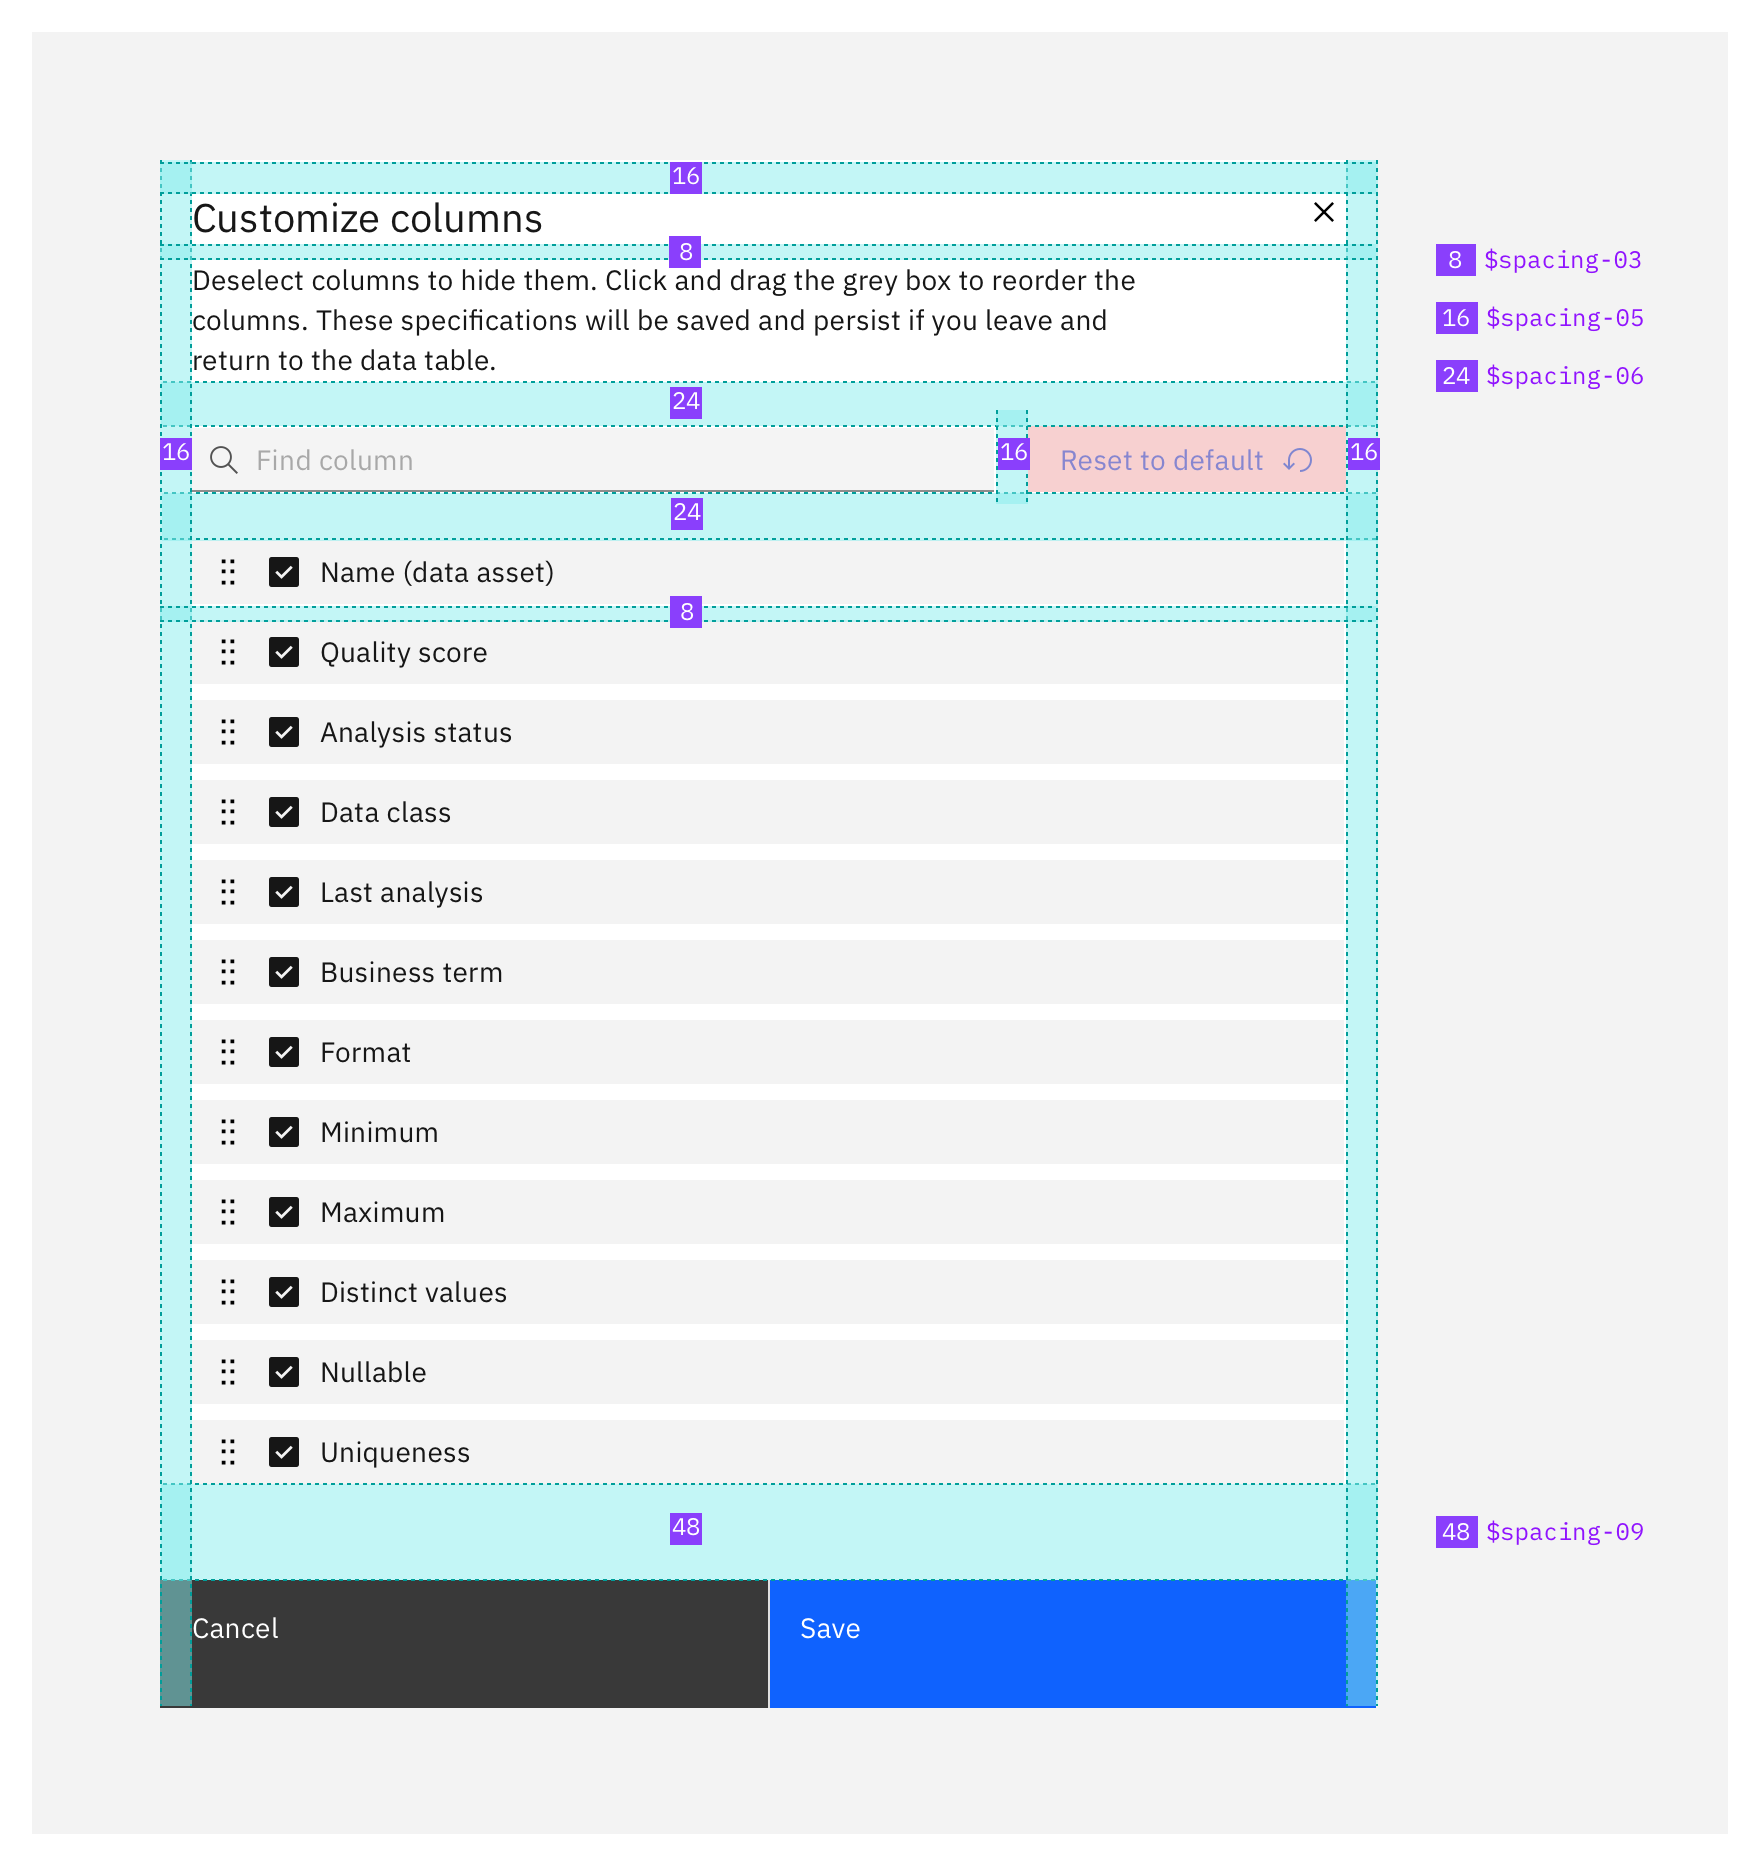 16
Customize columns
8
Deselect columns to hide them. Click and drag the grey box to reorder the
columns. These specifications will be saved and persist if you leave and
return to the data table.
24
16
Find column
16
Reset to default
16
24
Name (data asset)
8
Quality score
Analysis status
Data class
Last analysis
Business term
Format
Minimum
Maximum
Distinct values
Nullable
Uniqueness
48
Cancel
Save
8 $spacing-03
16 $spacing-05
24 $spacing-06
48 $spacing-09